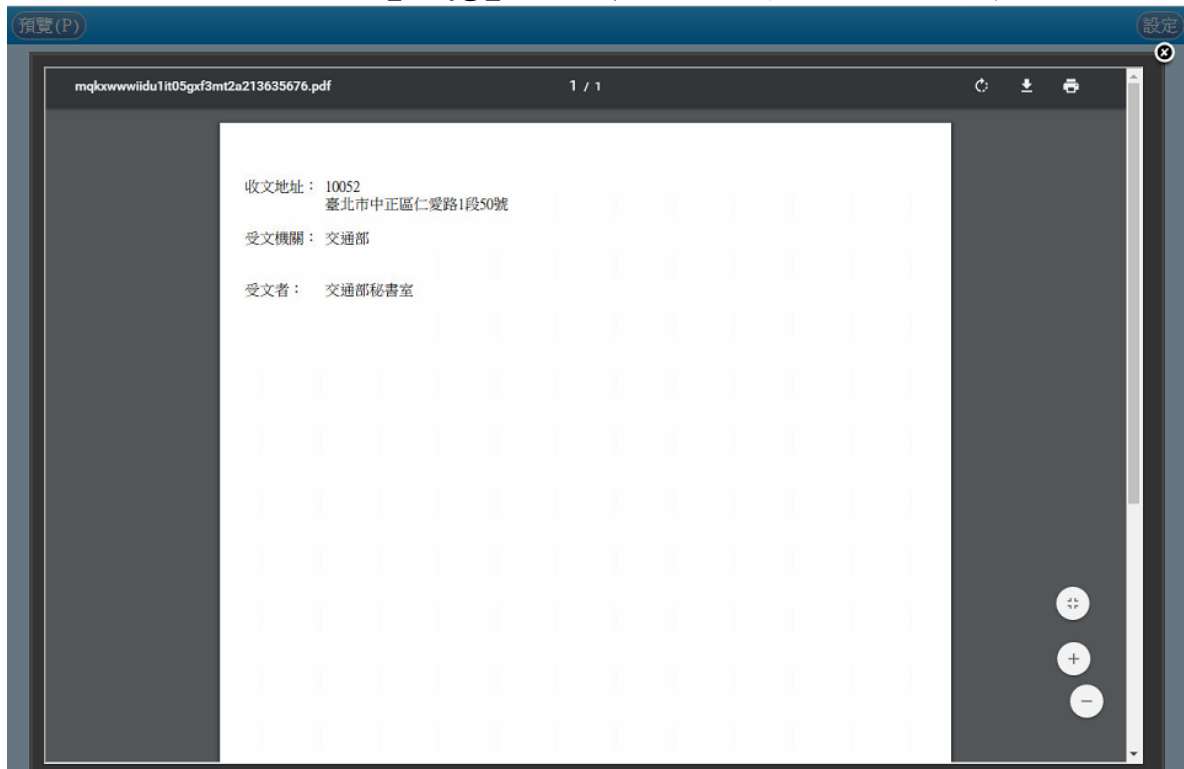 預覽(P)
設定
mqkxwwwiidu1it05gxf3mt2a213635676.pdf
1 / 1
收文地址： 10052
臺北市中正區仁愛路1段50號
受文機關： 交通部
受文者： 交通部秘書室